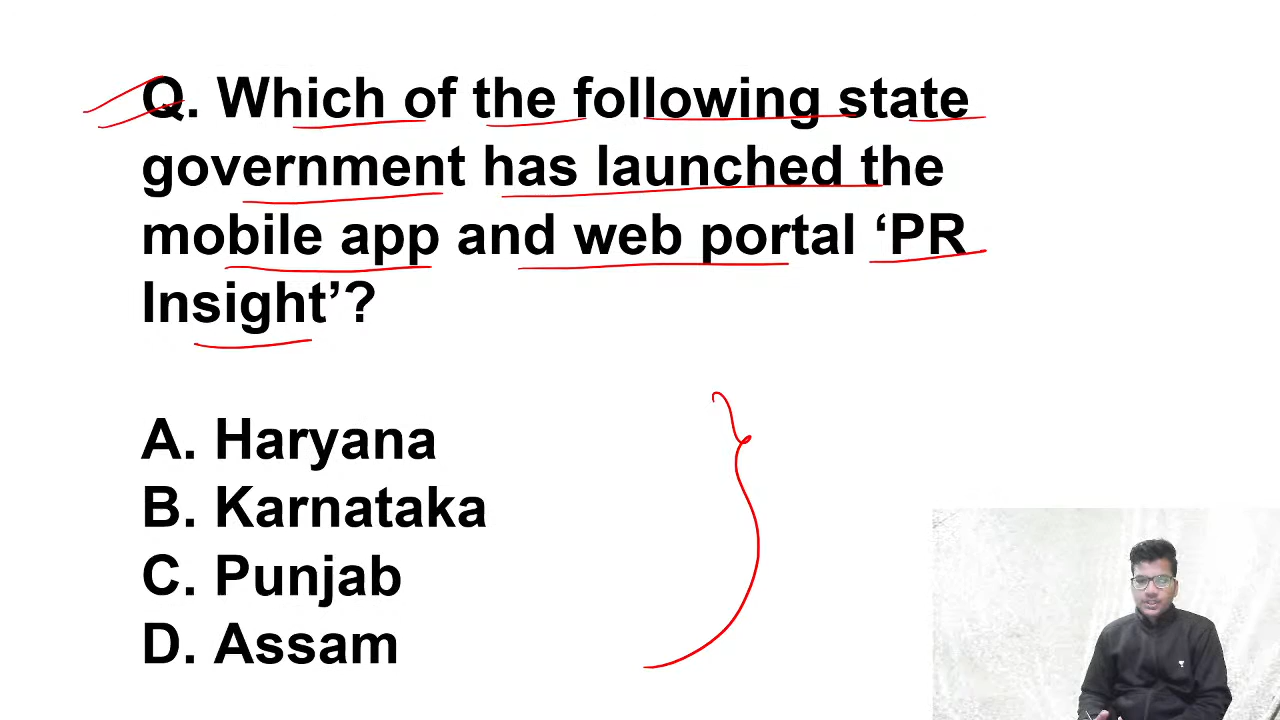 Q. Which of the following state
government has launched the
mobile app and web portal ‘PR
Insight’?
A. Haryana
B. Karnataka
C. Punjab
D. Assam